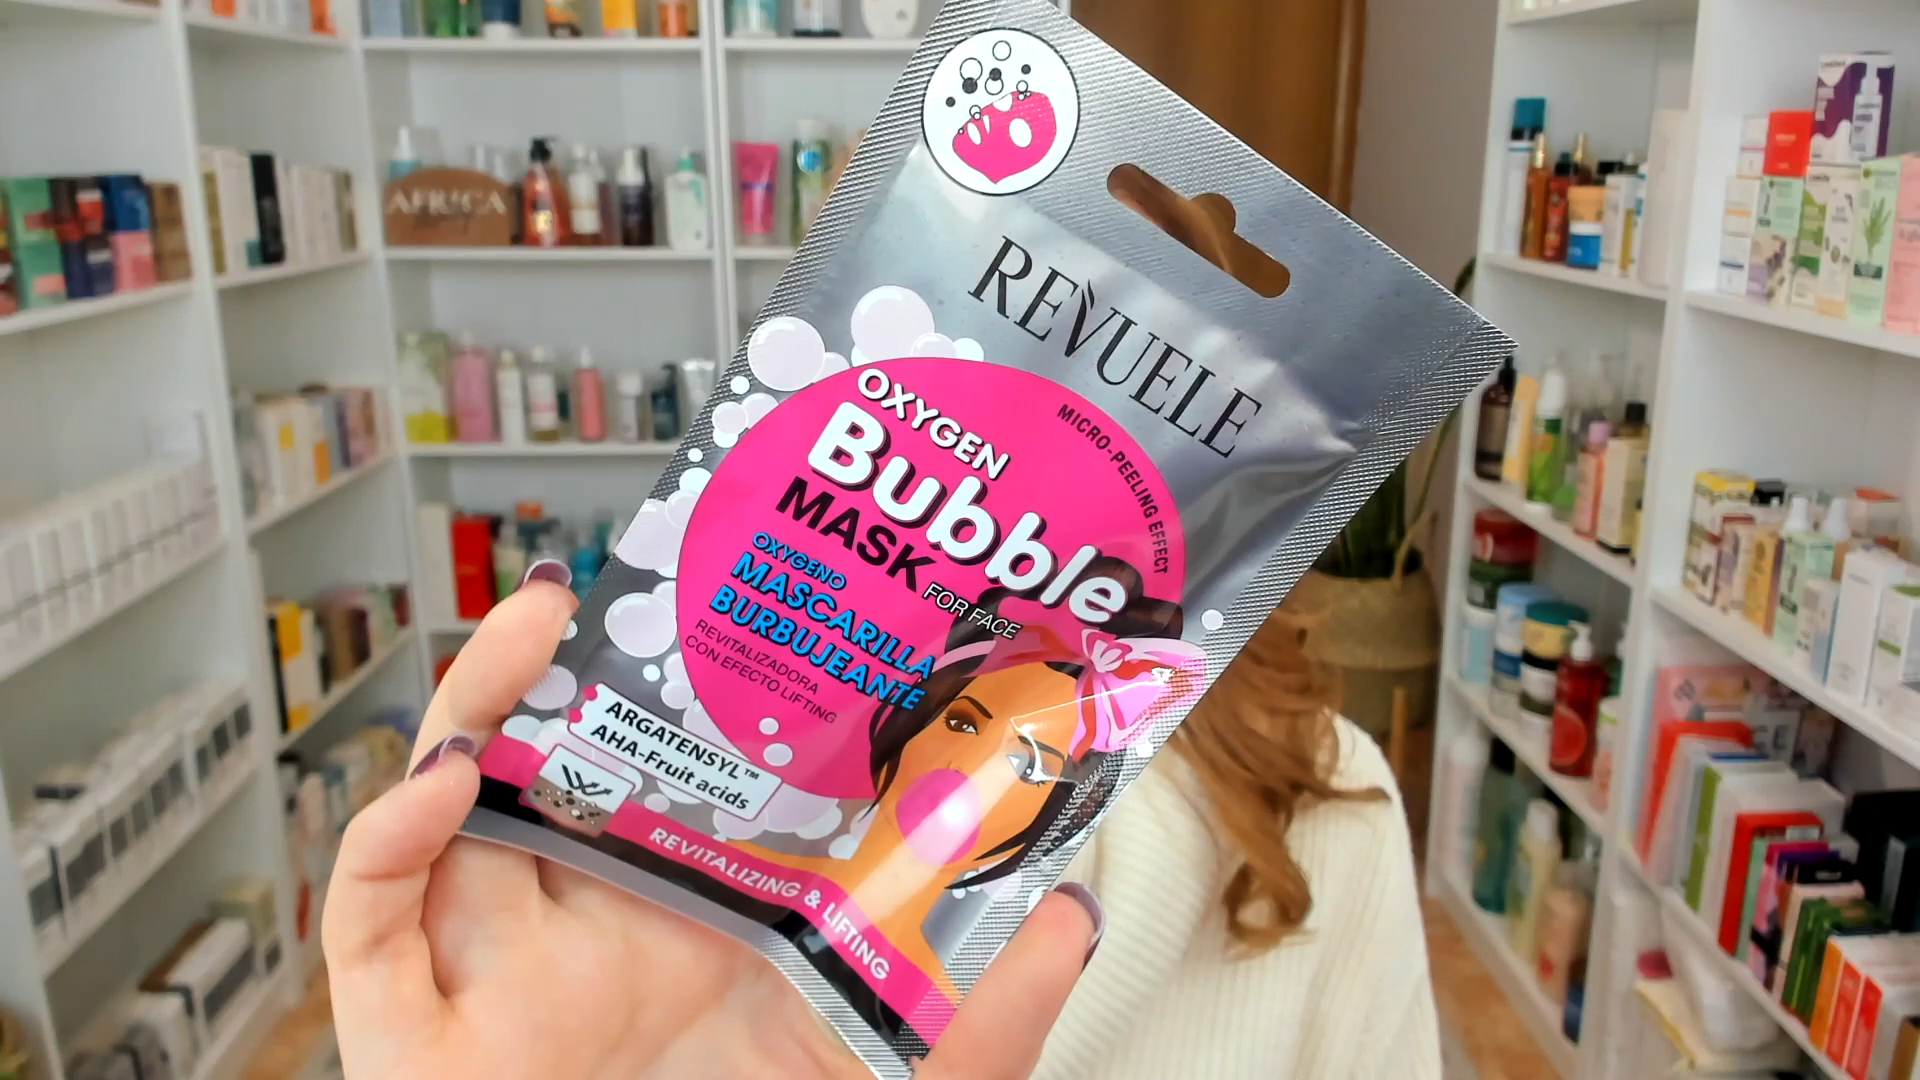 AFRICA
REVUELE
MICRO-PEELING EFFECT
OXYGEN
Bubble
MASK
FOR FACE
OXYGENO
MASCARILLA
BURBUJEANTE
REVITALIZADORA
CON EFECTO LIFTING
ARGATENSYL™
AHA-Fruit acids
REVITALIZING & LIFTING